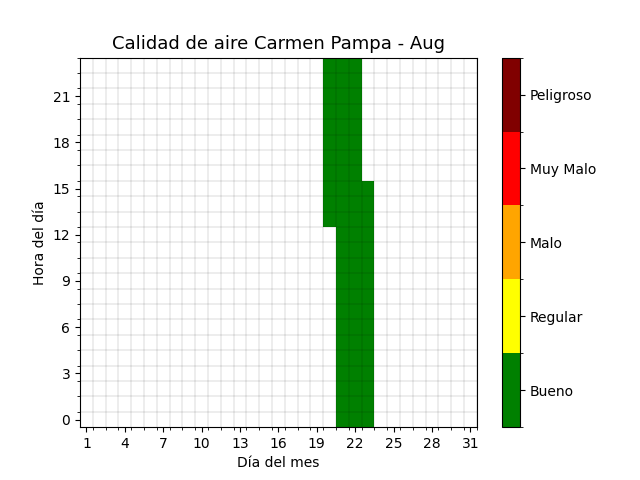 Calidad de aire Carmen Pampa - Aug
Hora del día
21
18
15
12
9
6
3
0
1 4 7 10 13 16 19 22 25 28 31
Día del mes
Peligroso
Muy Malo
Malo
Regular
Bueno